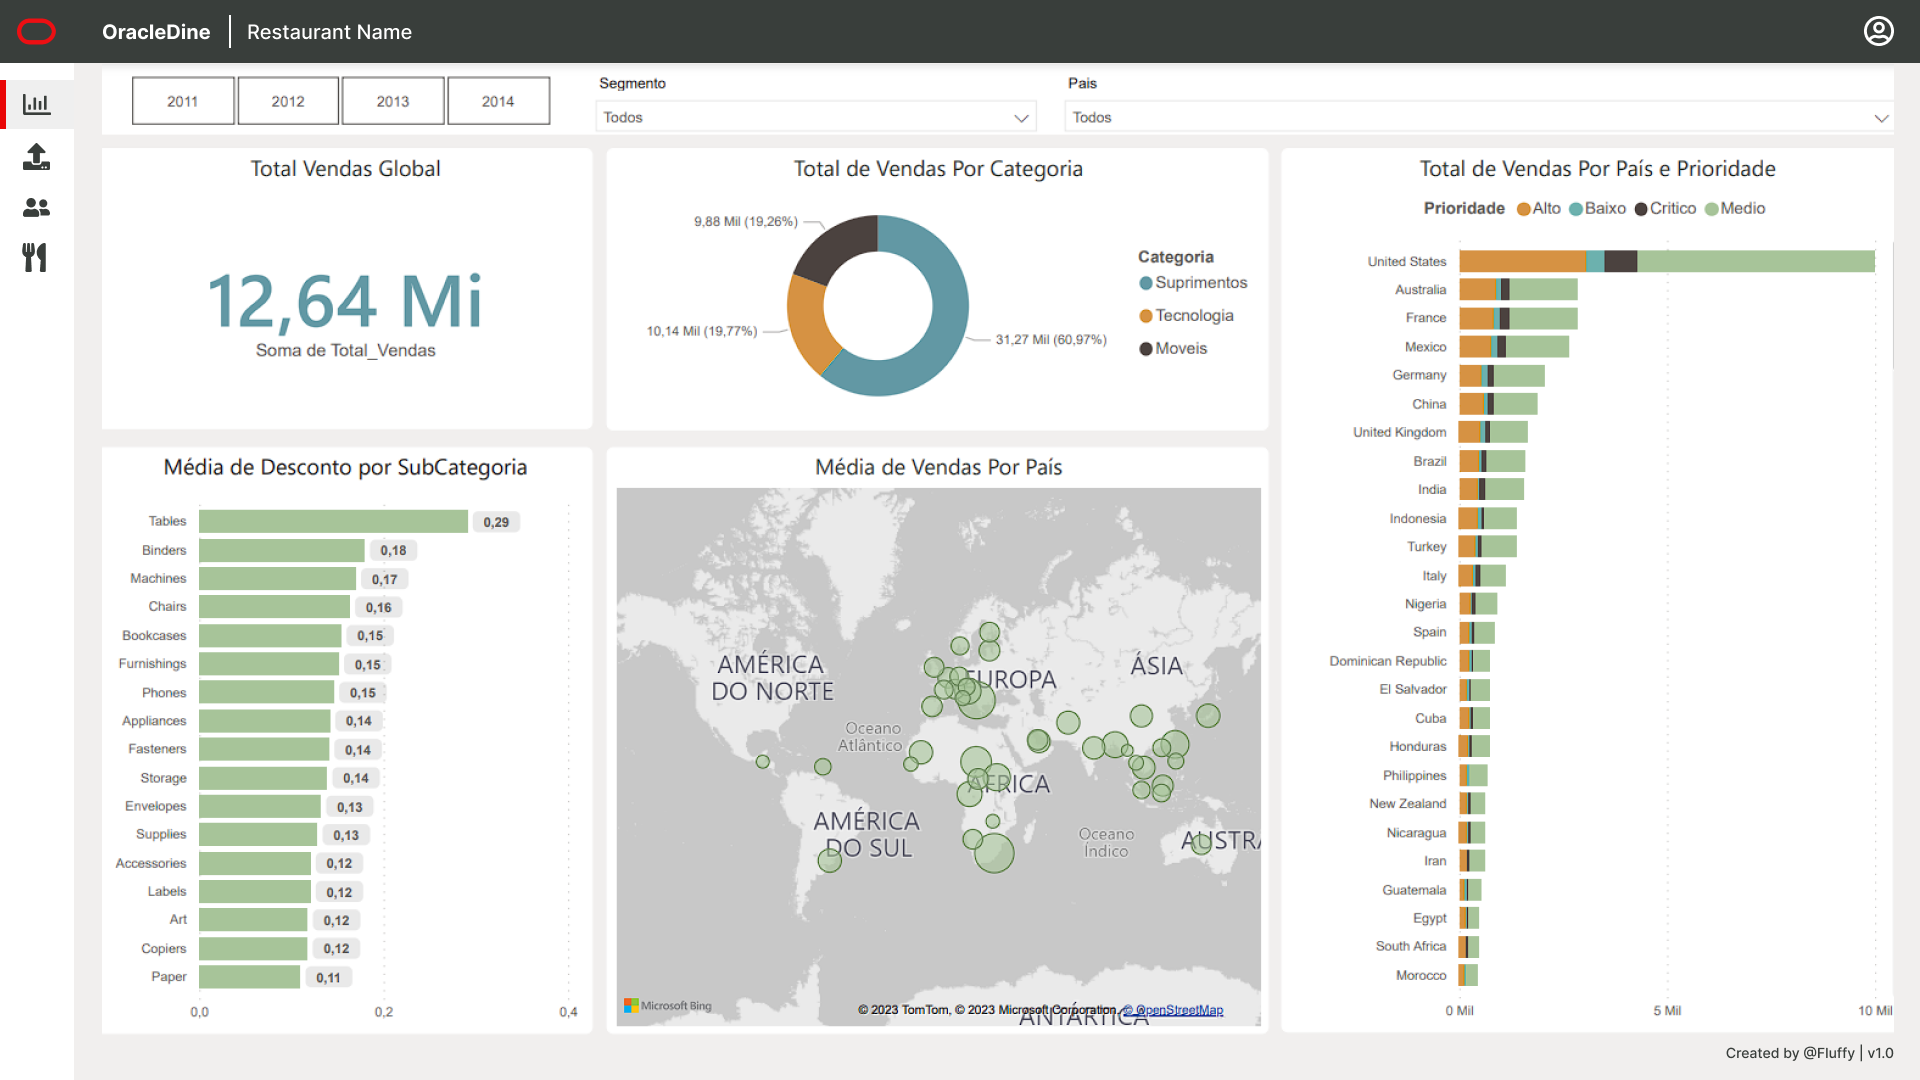 OracleDine
Restaurant Name
2011
2012
2013
2014
Segmento
Todos
Pais
Todos
Total Vendas Global
12,64 Mi
Soma de Total_Vendas
Total de Vendas Por Categoria
9,88 Mil (19,26%)
10,14 Mil (19,77%)
31,27 Mil (60,97%)
Categoria
Suprimentos
Tecnologia
Moveis
Total de Vendas Por País e Prioridade
Prioridade Alto Baixo Critico Medio
United States
Australia
France
Mexico
Germany
China
United Kingdom
Brazil
India
Indonesia
Turkey
Italy
Nigeria
Spain
Dominican Republic
El Salvador
Cuba
Honduras
Philippines
New Zealand
Nicaragua
Iran
Guatemala
Egypt
South Africa
Morocco
0 Mil 5 Mil 10 Mil
Média de Desconto por SubCategoria
Tables 0,29
Binders 0,18
Machines 0,17
Chairs 0,16
Bookcases 0,15
Furnishings 0,15
Phones 0,15
Appliances 0,14
Fasteners 0,14
Storage 0,14
Envelopes 0,13
Supplies 0,13
Accessories 0,12
Labels 0,12
Art 0,12
Copiers 0,12
Paper 0,11
0,0 0,2 0,4
Média de Vendas Por País
AMÉRICA
DO NORTE
EUROPA
ÁSIA
Oceano
Atlântico
ÁFRICA
AMÉRICA
DO SUL
Oceano
Índico
AUSTRA
ANTÁRTICA
Microsoft Bing
© 2023 TomTom, © 2023 Microsoft Corporation, © OpenStreetMap
Created by @Fluffy | v1.0